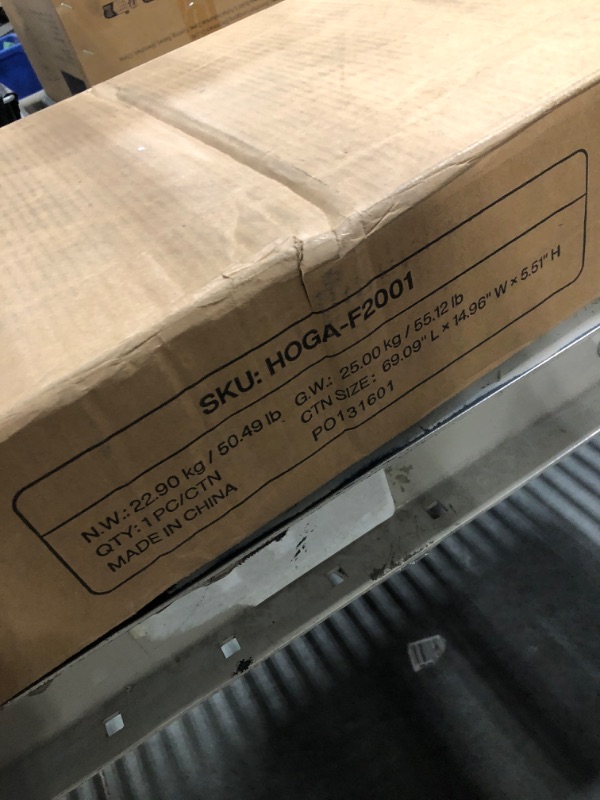 SKU: HOGA-F2001
N.W.: 22.90 kg / 50.49 lb G.W.: 25.00 kg / 55.12 lb
QTY: 1 PC/CTN CTN SIZE: 69.09" L × 14.96" W × 5.51" H
MADE IN CHINA PO131601